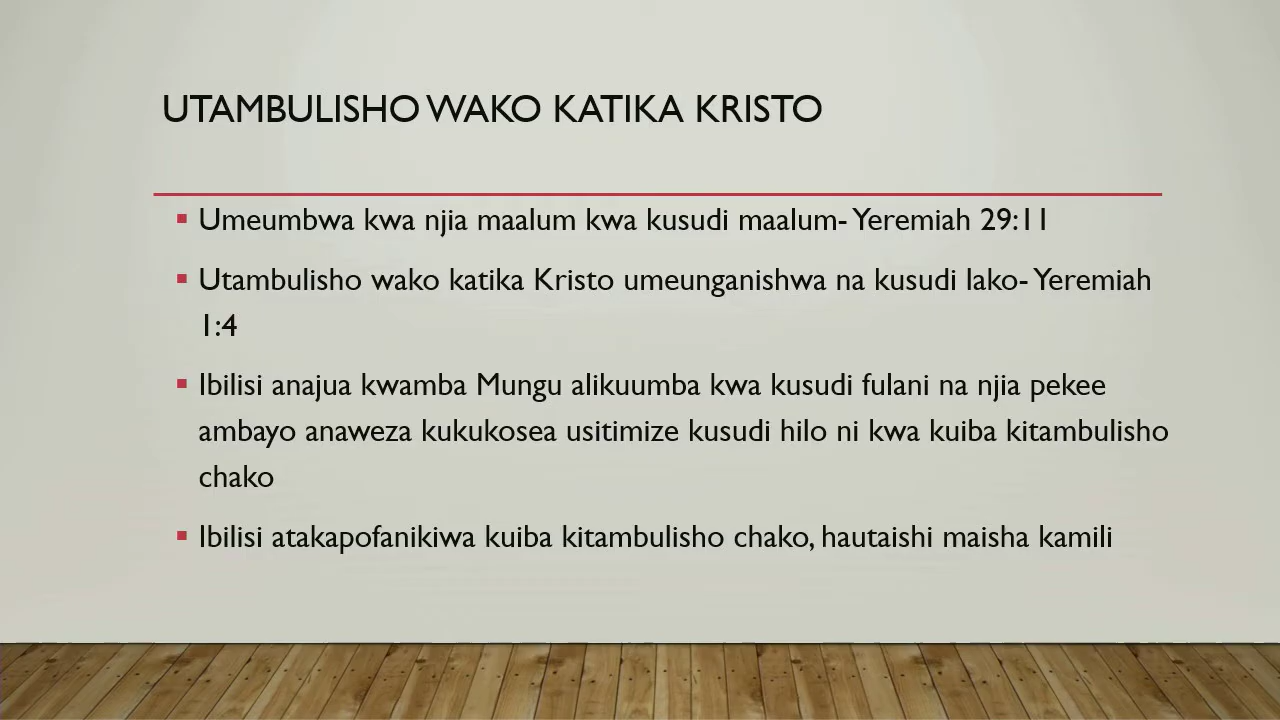 UTAMBULISHO WAKO KATIKA KRISTO
Umeumbwa kwa njia maalum kwa kusudi maalum- Yeremiah 29:11
Utambulisho wako katika Kristo umeunganishwa na kusudi lako- Yeremiah
1:4
Ibilisi anajua kwamba Mungu alikuumba kwa kusudi fulani na njia pekee
ambayo anaweza kukukosea usitimize kusudi hilo ni kwa kuiba kitambulisho
chako
Ibilisi atakapofanikiwa kuiba kitambulisho chako, hautaishi maisha kamili